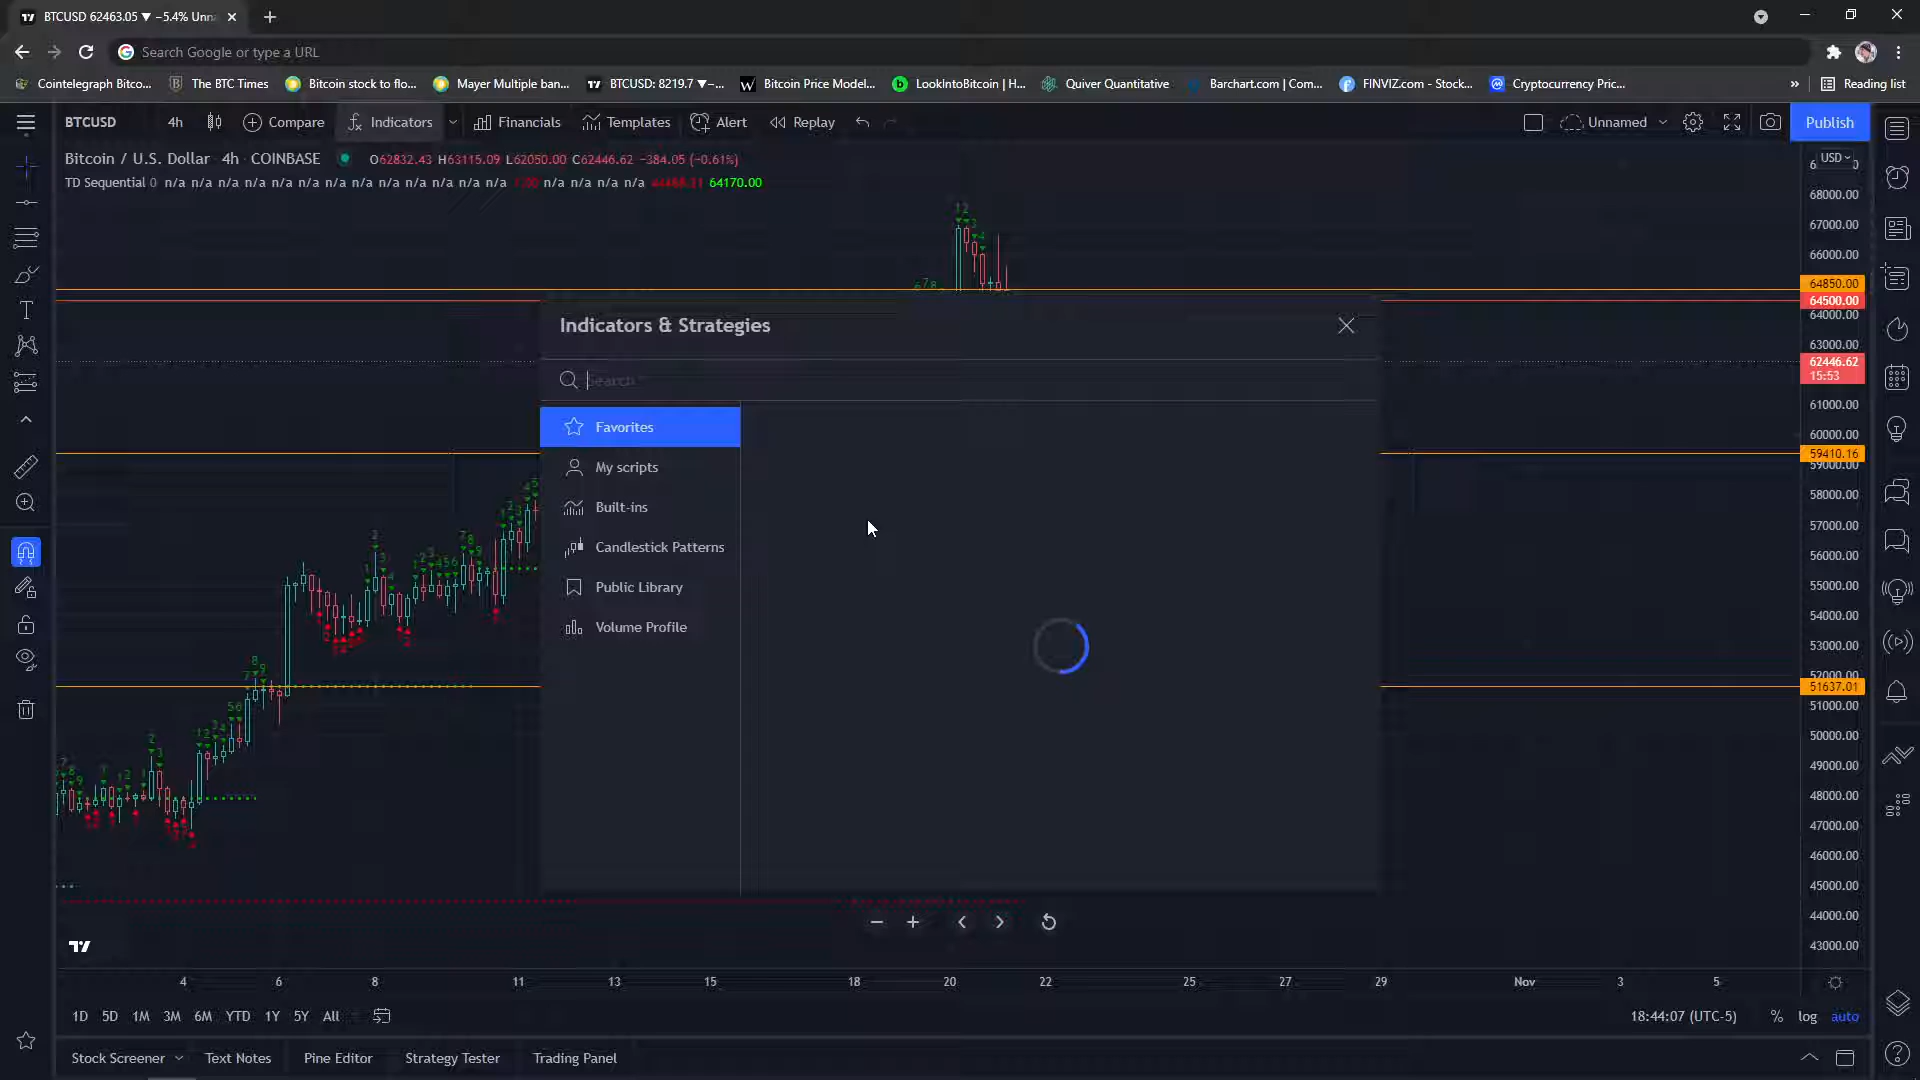 BTCUSD 62463.05 ▼ −5.4% Unna
Search Google or type a URL
Cointelegraph Bitco... The BTC Times Bitcoin stock to flo... Mayer Multiple ban... BTCUSD: 8219.7 ▼−... Bitcoin Price Model... LookIntoBitcoin | H... Quiver Quantitative Barchart.com | Com... FINVIZ.com - Stock... Cryptocurrency Pric... » Reading list
BTCUSD 4h Compare Indicators Financials Templates Alert Replay Unnamed Publish
Bitcoin / U.S. Dollar 4h COINBASE O62832.43 H63115.09 L62050.00 C62446.62 −384.05 (−0.61%)
TD Sequential 0 n/a n/a n/a n/a n/a n/a n/a n/a n/a n/a n/a n/a n/a n/a n/a n/a n/a 64170.00
USD
68000.00
67000.00
66000.00
64850.00
64500.00
64000.00
63000.00
62446.62
15:53
61000.00
60000.00
59410.16
59000.00
58000.00
57000.00
56000.00
55000.00
54000.00
53000.00
52000.00
51637.01
51000.00
50000.00
49000.00
48000.00
47000.00
46000.00
45000.00
44000.00
43000.00
Indicators & Strategies
Search
Favorites
My scripts
Built-ins
Candlestick Patterns
Public Library
Volume Profile
4 6 8 11 13 15 18 20 22 25 27 29 Nov 3 5
1D 5D 1M 3M 6M YTD 1Y 5Y All 18:44:07 (UTC-5) % log auto
Stock Screener Text Notes Pine Editor Strategy Tester Trading Panel